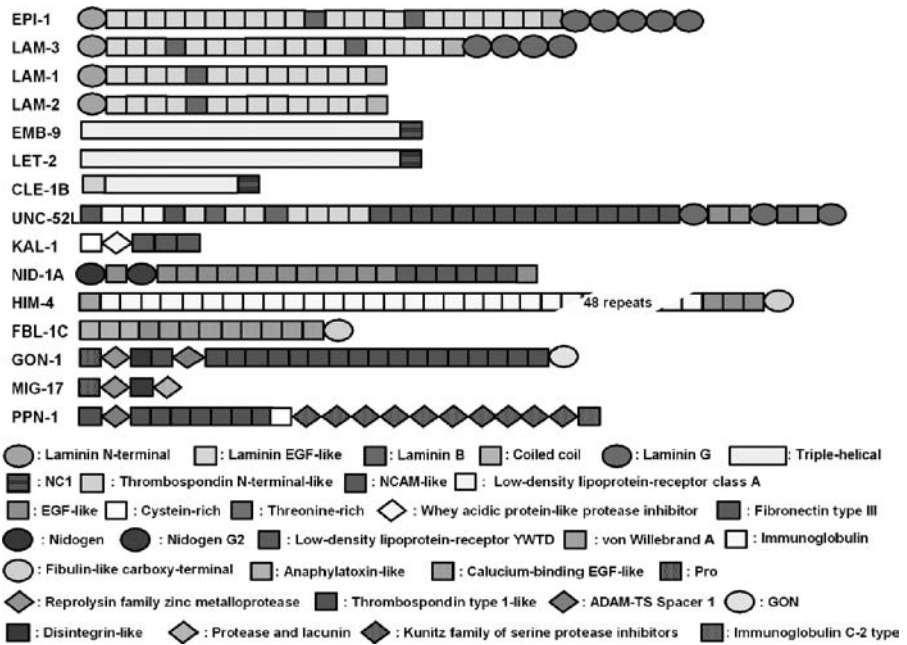 EPI-1
LAM-3
LAM-1
LAM-2
EMB-9
LET-2
CLE-1B
UNC-52L
KAL-1
NID-1A
HIM-4 48 repeats
FBL-1C
GON-1
MIG-17
PPN-1
: Laminin N-terminal : Laminin EGF-like : Laminin B : Coiled coil : Laminin G : Triple-helical
: NC1 : Thrombospondin N-terminal-like : NCAM-like : Low-density lipoprotein-receptor class A
: EGF-like : Cystein-rich : Threonine-rich : Whey acidic protein-like protease inhibitor : Fibronectin type III
: Nidogen : Nidogen G2 : Low-density lipoprotein-receptor YWTD : von Willebrand A : Immunoglobulin
: Fibulin-like carboxy-terminal : Anaphylatoxin-like : Calucium-binding EGF-like : Pro
: Reprolysin family zinc metalloprotease : Thrombospondin type 1-like : ADAM-TS Spacer 1 : GON
: Disintegrin-like : Protease and lacunin : Kunitz family of serine protease inhibitors : Immunoglobulin C-2 type